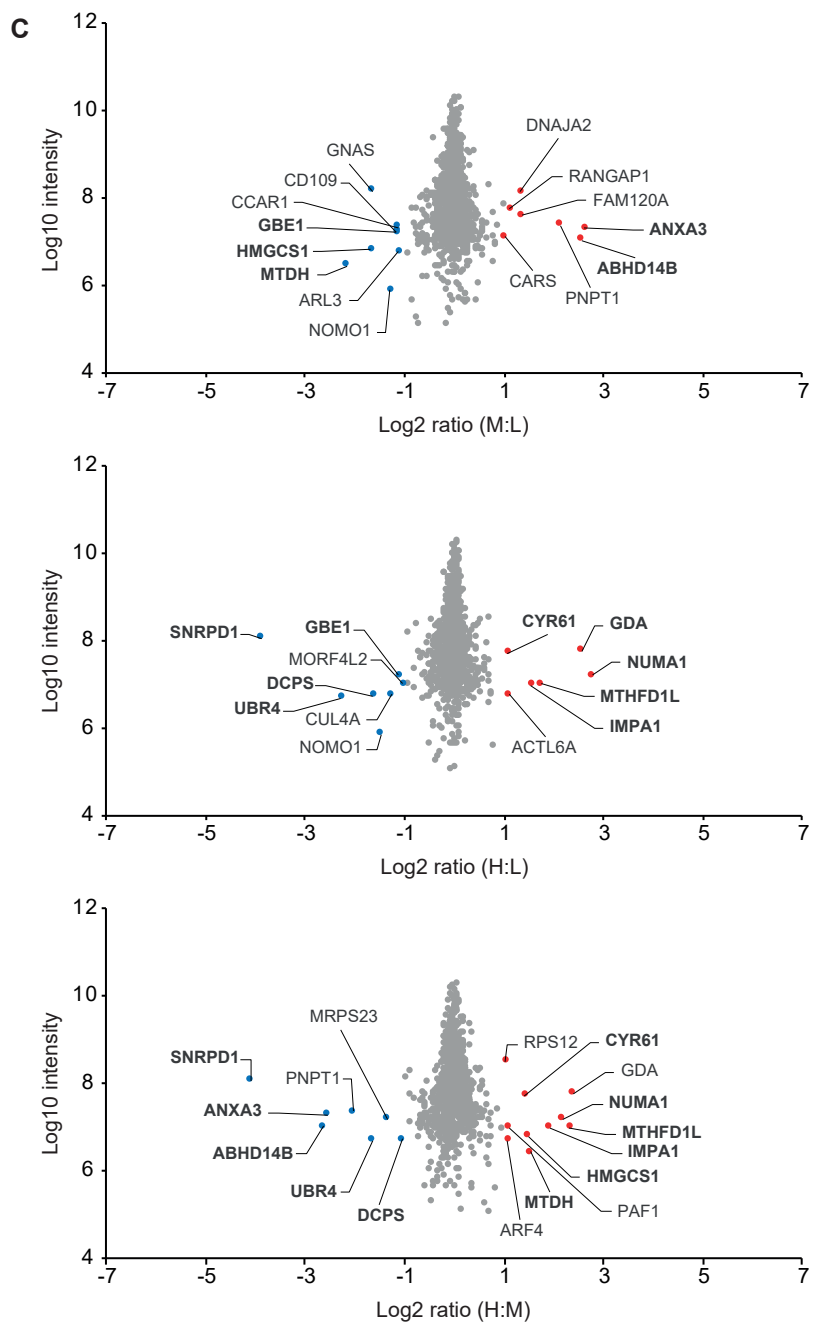 C
12
10
8
6
4
Log10 intensity
GNAS
CD109
CCAR1
GBE1
HMGCS1
MTDH
ARL3
NOMO1
DNAJA2
RANGAP1
FAM120A
ANXA3
ABHD14B
CARS
PNPT1
-7 -5 -3 -1 1 3 5 7
Log2 ratio (M:L)
12
10
8
6
4
Log10 intensity
SNRPD1
GBE1
MORF4L2
DCPS
UBR4
CUL4A
NOMO1
CYR61
GDA
NUMA1
MTHFD1L
IMPA1
ACTL6A
-7 -5 -3 -1 1 3 5 7
Log2 ratio (H:L)
12
10
8
6
4
Log10 intensity
MRPS23
SNRPD1
PNPT1
ANXA3
ABHD14B
UBR4
DCPS
RPS12
CYR61
GDA
NUMA1
MTHFD1L
IMPA1
HMGCS1
MTDH
PAF1
ARF4
-7 -5 -3 -1 1 3 5 7
Log2 ratio (H:M)